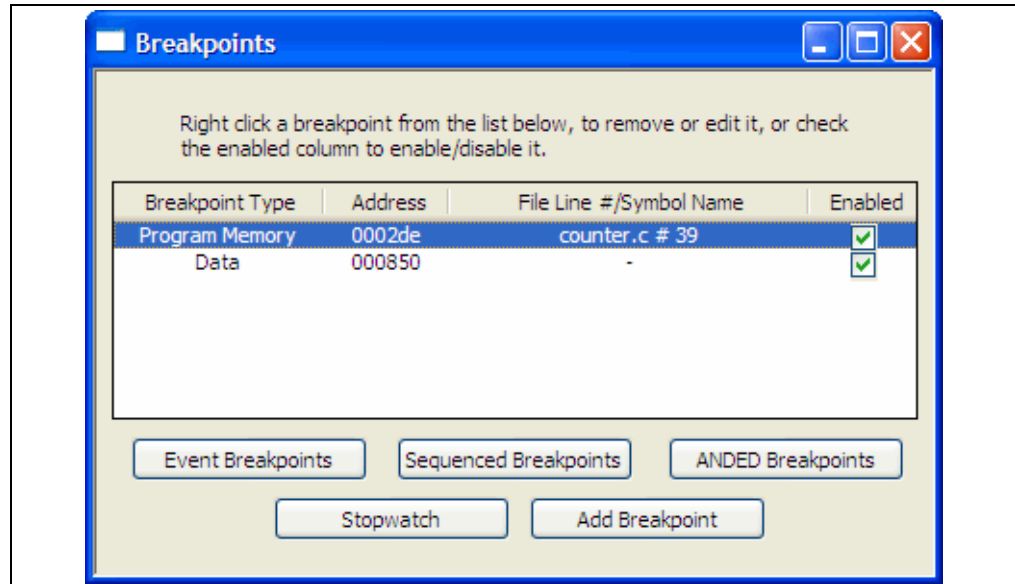 Breakpoints
Right click a breakpoint from the list below, to remove or edit it, or check
the enabled column to enable/disable it.
Breakpoint Type Address File Line #/Symbol Name Enabled
Program Memory 0002de counter.c # 39
Data 000850 -
Event Breakpoints Sequenced Breakpoints ANDED Breakpoints
Stopwatch Add Breakpoint